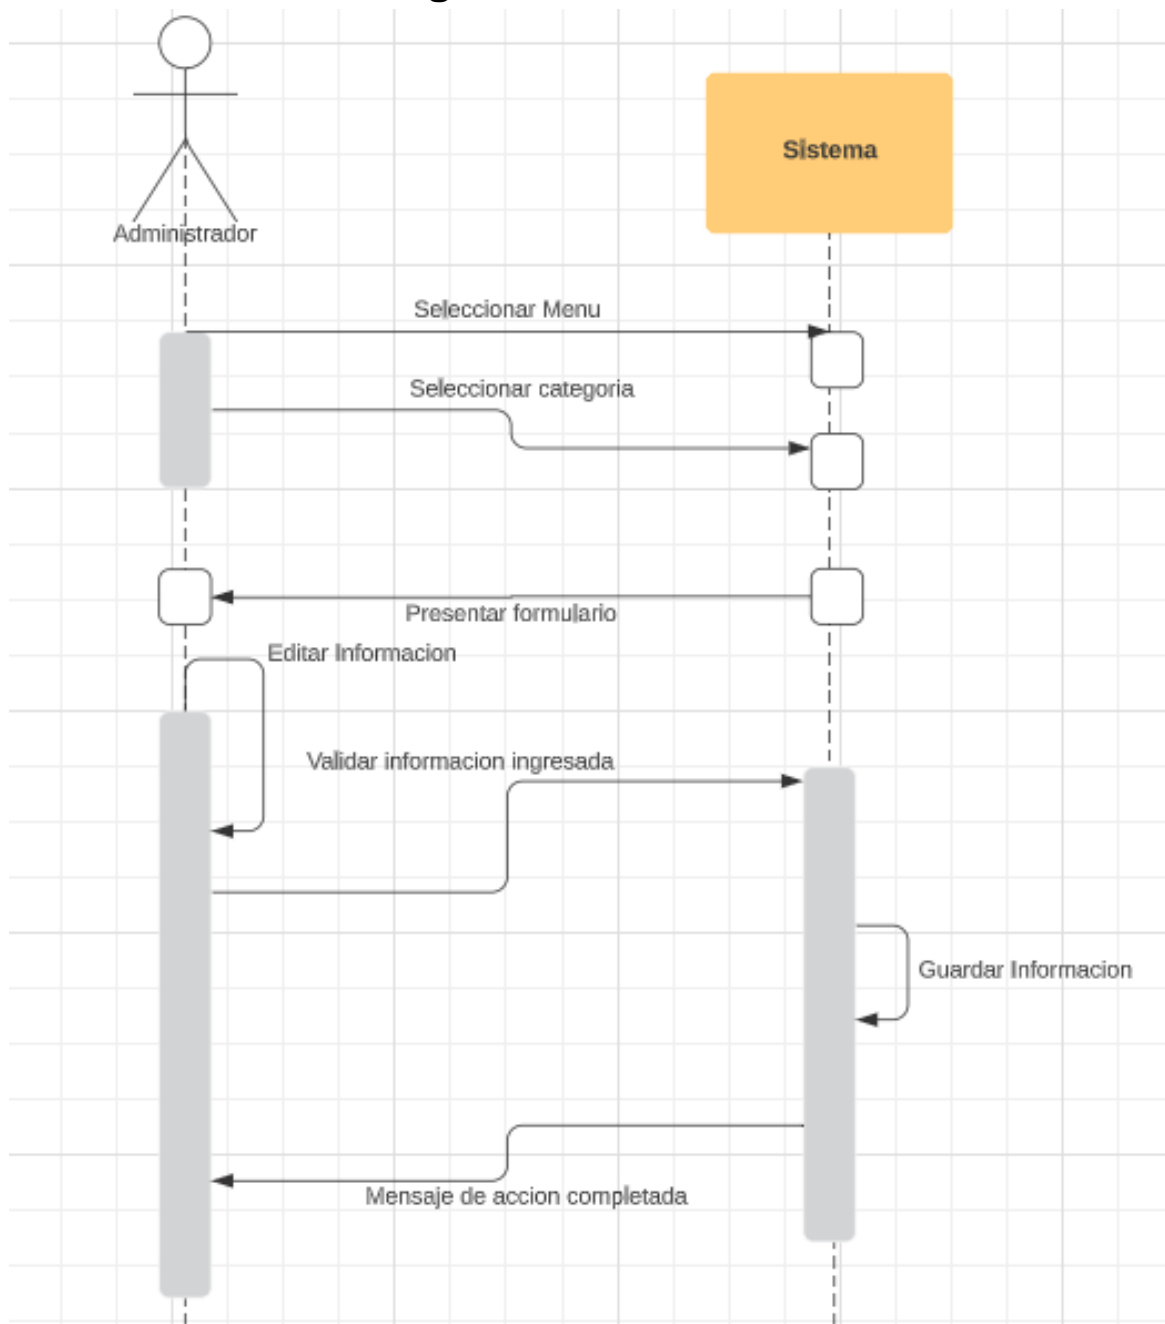 Sistema
Administrador
Seleccionar Menu
Seleccionar categoria
Presentar formulario
Editar Informacion
Validar informacion ingresada
Guardar Informacion
Mensaje de accion completada